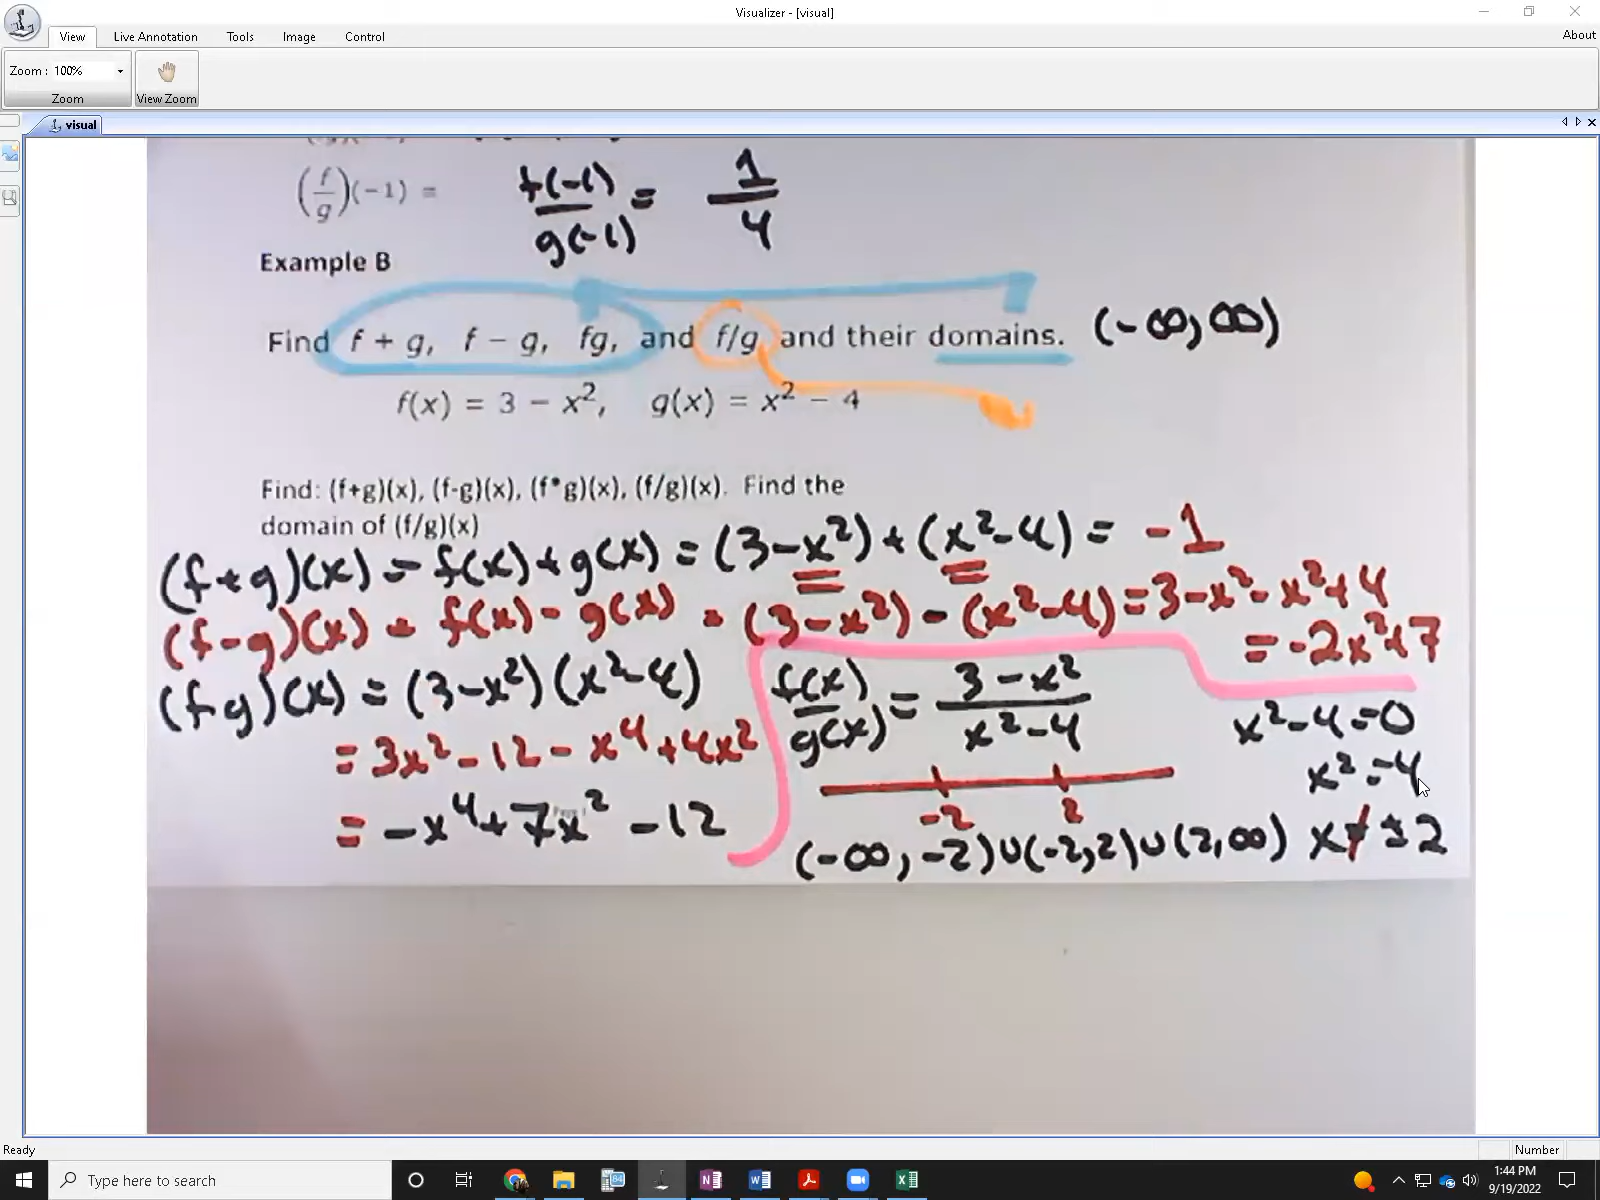 Visualizer - [visual]
View Live Annotation Tools Image Control About
Zoom : 100%
Zoom View Zoom
visual
(f/g)(-1) = f(-1)/g(-1) = 1/4
Example B
Find f + g, f − g, fg, and f/g and their domains. (-∞,∞)
f(x) = 3 − x², g(x) = x² − 4
Find: (f+g)(x), (f-g)(x), (f*g)(x), (f/g)(x). Find the
domain of (f/g)(x)
(f+g)(x) = f(x)+g(x) = (3-x²)+(x²-4) = -1
(f-g)(x) = f(x)-g(x) = (3-x²)-(x²-4)=3-x²-x²+4
= -2x²+7
(fg)(x) = (3-x²)(x²-4)
= 3x²-12-x⁴+4x²
= -x⁴+7x²-12
f(x)/g(x) = 3-x²/x²-4
x²-4=0
x²=4
-2 2
(-∞,-2)∪(-2,2)∪(2,∞) x≠±2
Ready Number
Type here to search
1:44 PM
9/19/2022